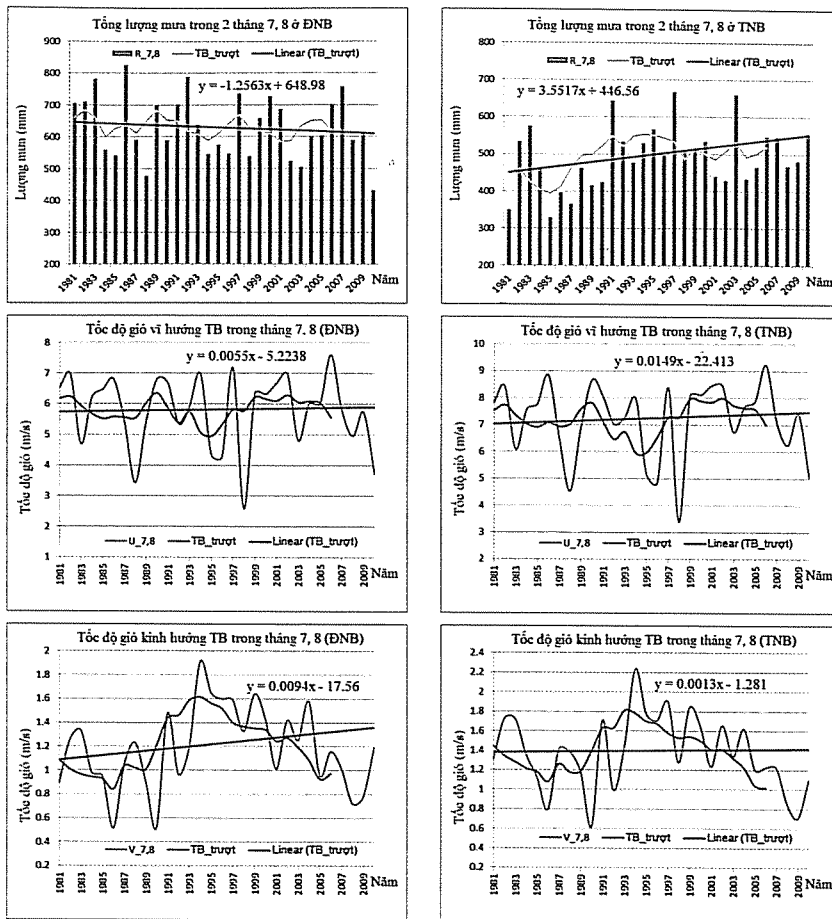 Tổng lượng mưa trong 2 tháng 7, 8 ở ĐNB
900
800
700
600
500
400
300
200
Lượng mưa (mm)
R_7,8 TB_trượt Linear (TB_trượt)
y = -1.2563x + 648.98
1981 1983 1985 1987 1989 1991 1993 1995 1997 1999 2001 2003 2005 2007 2009 Năm
Tổng lượng mưa trong 2 tháng 7, 8 ở TNB
800
700
600
500
400
300
200
Lượng mưa (mm)
R_7,8 TB_trượt Linear (TB_trượt)
y = 3.5517x + 446.56
1981 1983 1985 1987 1989 1991 1993 1995 1997 1999 2001 2003 2005 2007 2009 Năm
Tốc độ gió vĩ hướng TB trong tháng 7, 8 (ĐNB)
y = 0.0055x - 5.2238
8
7
6
5
4
3
2
1
Tốc độ gió (m/s)
U_7,8 TB_trượt Linear (TB_trượt)
1981 1983 1985 1987 1989 1991 1993 1995 1997 1999 2001 2003 2005 2007 2009 Năm
Tốc độ gió vĩ hướng TB trong tháng 7, 8 (TNB)
y = 0.0149x - 22.413
10
9
8
7
6
5
4
3
2
Tốc độ gió (m/s)
U_7,8 TB_trượt Linear (TB_trượt)
1981 1983 1985 1987 1989 1991 1993 1995 1997 1999 2001 2003 2005 2007 2009 Năm
Tốc độ gió kinh hướng TB trong tháng 7, 8 (ĐNB)
y = 0.0094x - 17.56
2
1.8
1.6
1.4
1.2
1
0.8
0.6
0.4
0.2
Tốc độ gió (m/s)
V_7,8 TB_trượt Linear (TB_trượt)
1981 1983 1985 1987 1989 1991 1993 1995 1997 1999 2001 2003 2005 2007 2009 Năm
Tốc độ gió kinh hướng TB trong tháng 7, 8 (TNB)
y = 0.0013x - 1.281
2.4
2.2
2
1.8
1.6
1.4
1.2
1
0.8
0.6
0.4
0.2
Tốc độ gió (m/s)
V_7,8 TB_trượt Linear (TB_trượt)
1981 1983 1985 1987 1989 1991 1993 1995 1997 1999 2001 2003 2005 2007 2009 Năm